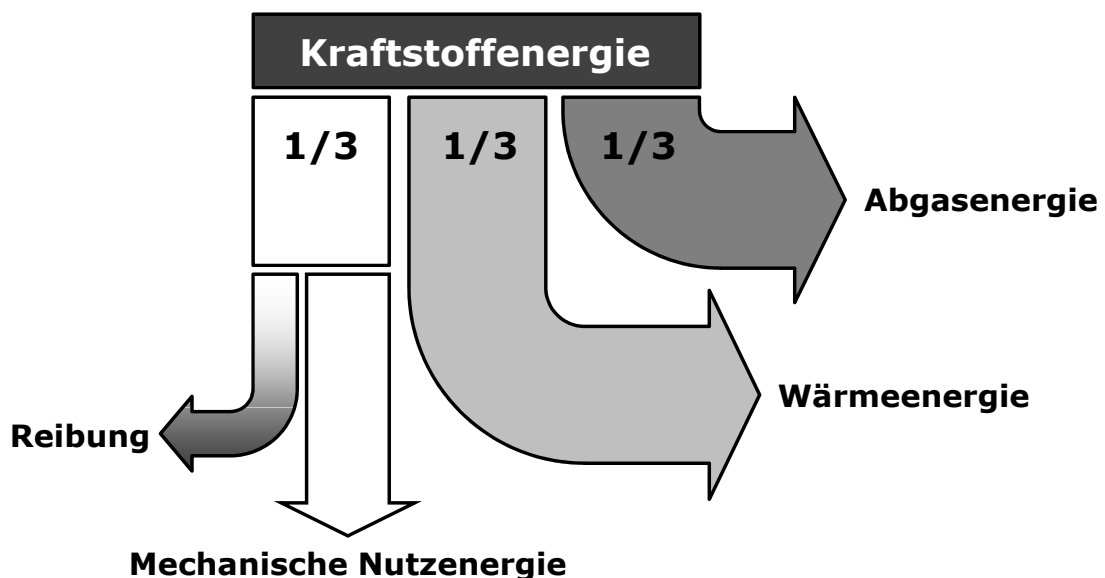 Kraftstoffenergie
1/3 1/3 1/3
Abgasenergie
Wärmeenergie
Reibung
Mechanische Nutzenergie